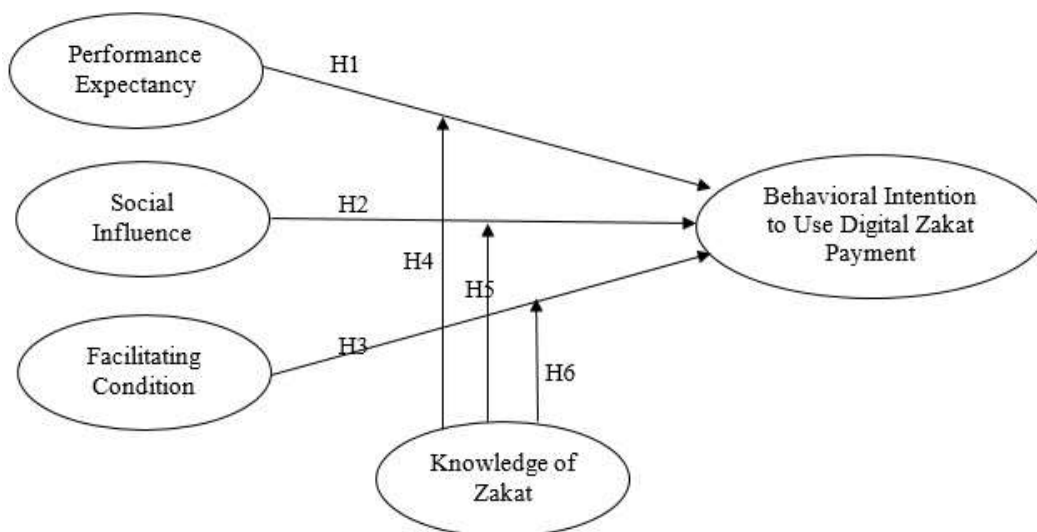 Performance
Expectancy
H1
Social
Influence
H2
Behavioral Intention
to Use Digital Zakat
Payment
H4
H5
Facilitating
Condition
H3
H6
Knowledge of
Zakat